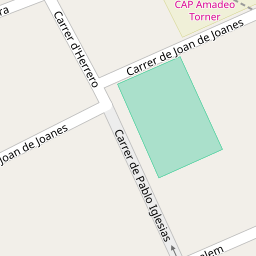 CAP Amadeo
Torner
Carrer d'Herrero
Carrer de Joan de Joanes
Joan de Joanes
Carrer de Pablo Iglesias